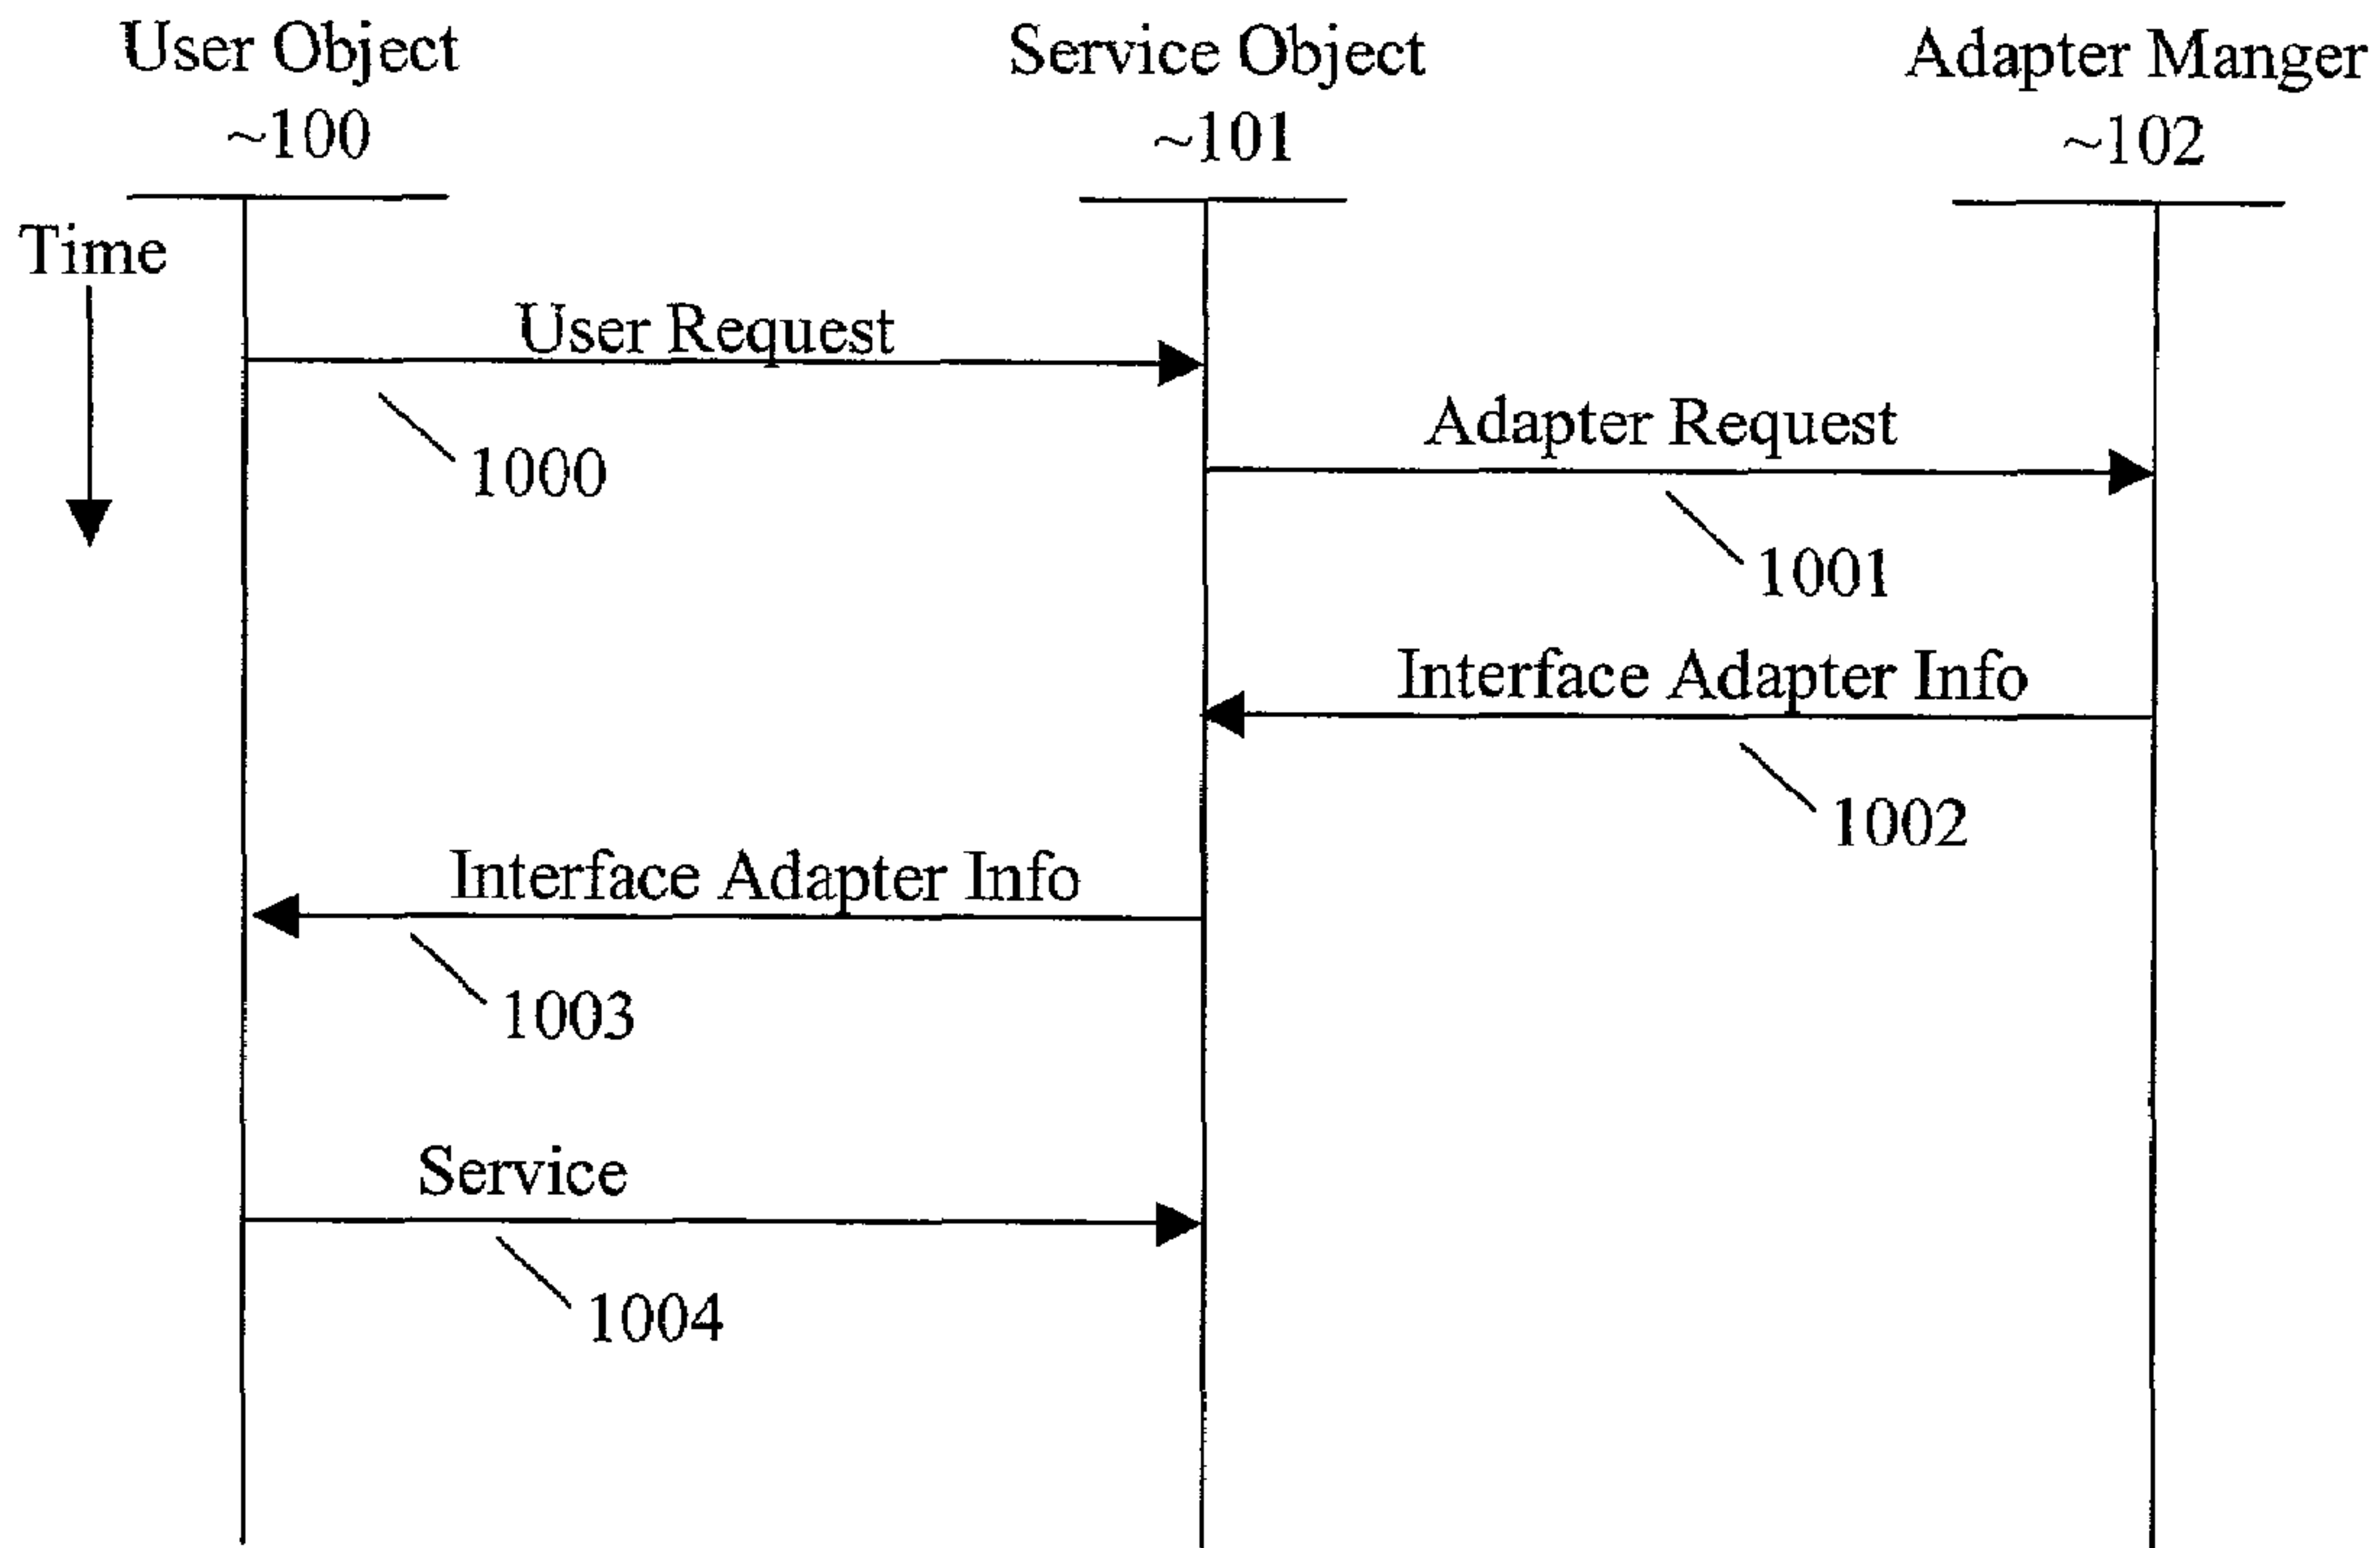 User Object
~100
Service Object
~101
Adapter Manger
~102
Time
User Request
1000
Adapter Request
1001
Interface Adapter Info
1002
Interface Adapter Info
1003
Service
1004